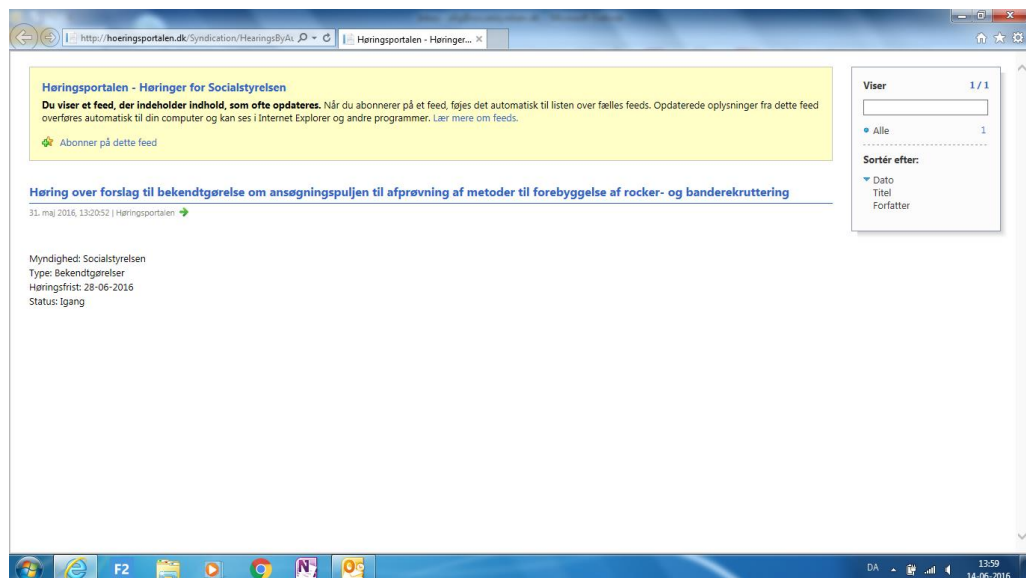 http://hoeringsportalen.dk/Syndication/HearingsByAu
Høringsportalen - Høringer...
Høringsportalen - Høringer for Socialstyrelsen
Du viser et feed, der indeholder indhold, som ofte opdateres. Når du abonnerer på et feed, føjes det automatisk til listen over fælles feeds. Opdaterede oplysninger fra dette feed
overføres automatisk til din computer og kan ses i Internet Explorer og andre programmer. Lær mere om feeds.
Abonner på dette feed
Høring over forslag til bekendtgørelse om ansøgningspuljen til afprøvning af metoder til forebyggelse af rocker- og banderekruttering
31. maj 2016, 13:20:52 | Høringsportalen
Myndighed: Socialstyrelsen
Type: Bekendtgørelser
Høringsfrist: 28-06-2016
Status: Igang
Viser 1 / 1
Alle 1
Sortér efter:
Dato
Titel
Forfatter
F2
N
O
DA
13:59
14-06-2016